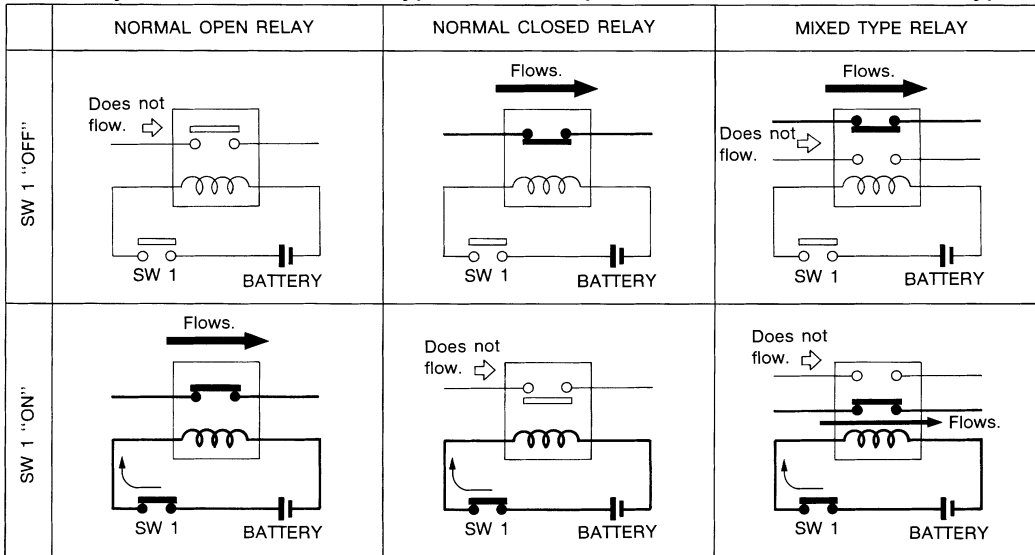 NORMAL OPEN RELAY
NORMAL CLOSED RELAY
MIXED TYPE RELAY
SW 1 “OFF”
Does not
flow.
SW 1
BATTERY
Flows.
SW 1
BATTERY
Flows.
Does not
flow.
SW 1
BATTERY
SW 1 “ON”
Flows.
SW 1
BATTERY
Does not
flow.
SW 1
BATTERY
Does not
flow.
Flows.
SW 1
BATTERY